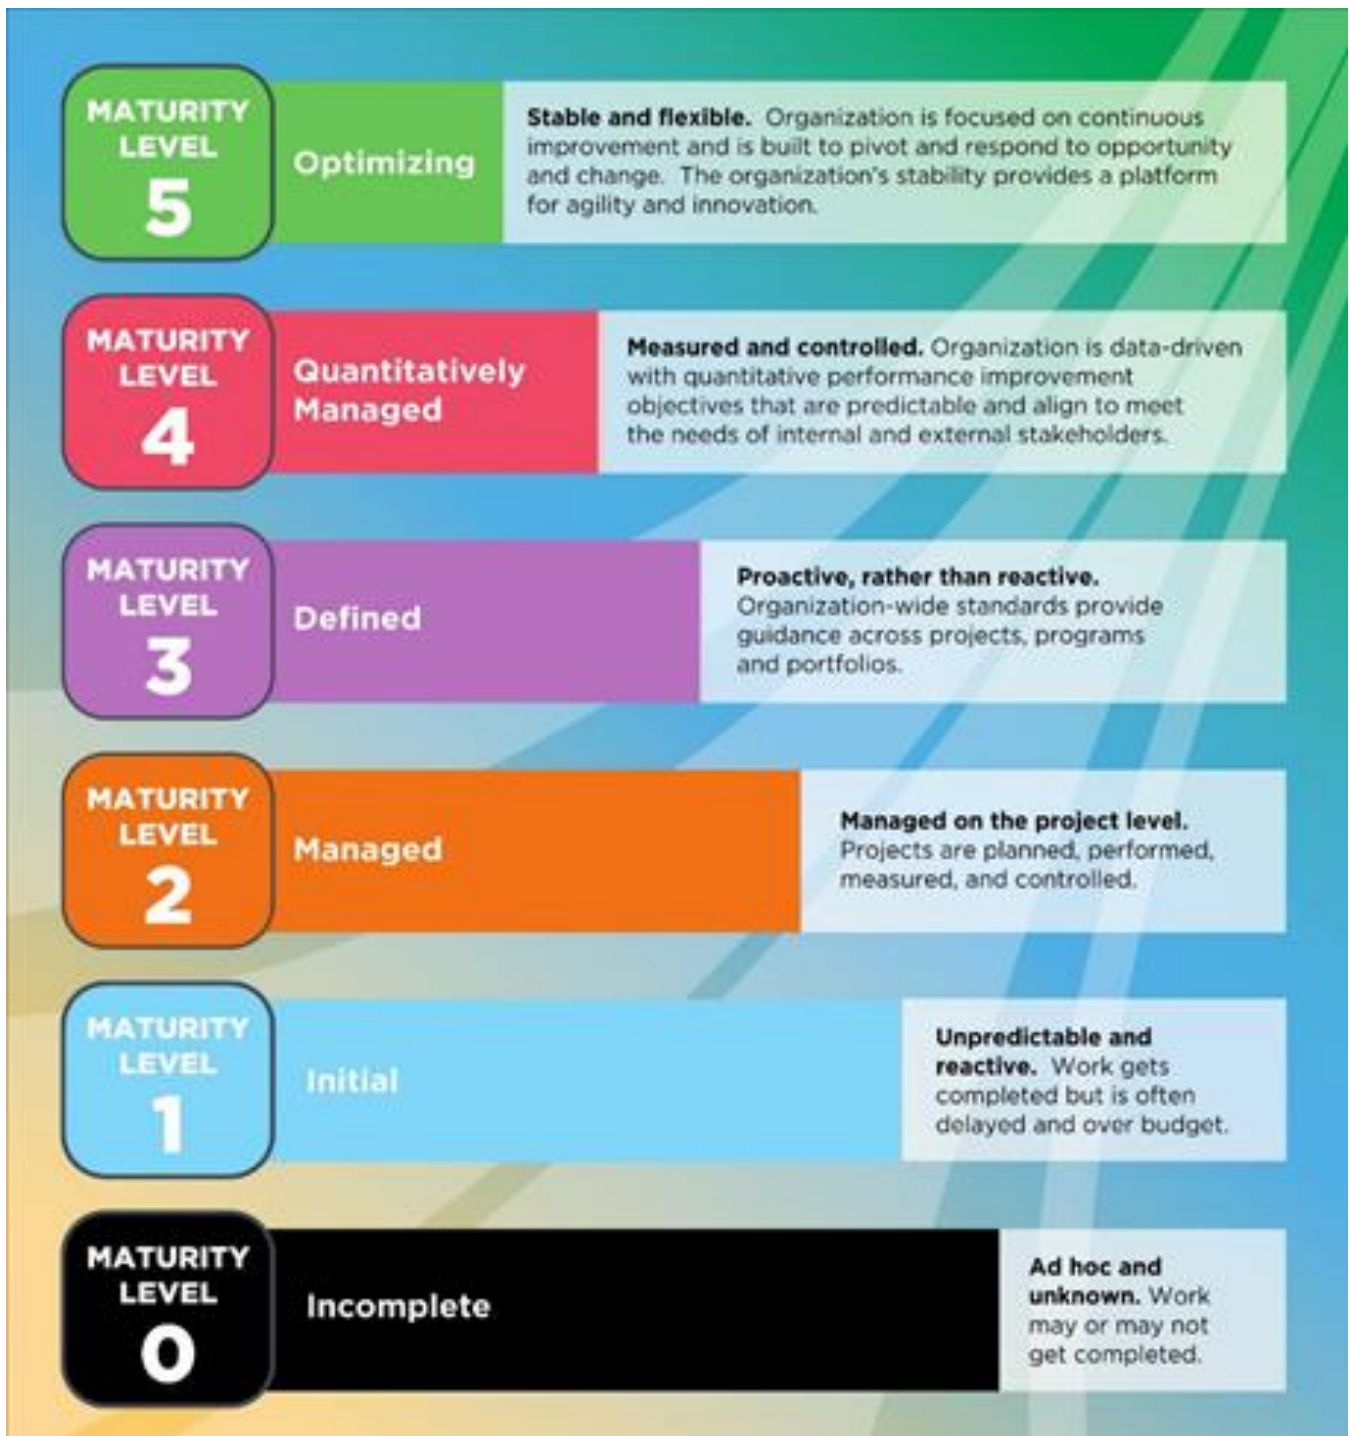 MATURITY
LEVEL
5
Optimizing
Stable and flexible. Organization is focused on continuous
improvement and is built to pivot and respond to opportunity
and change. The organization's stability provides a platform
for agility and innovation.
MATURITY
LEVEL
4
Quantitatively
Managed
Measured and controlled. Organization is data-driven
with quantitative performance improvement
objectives that are predictable and align to meet
the needs of internal and external stakeholders.
MATURITY
LEVEL
3
Defined
Proactive, rather than reactive.
Organization-wide standards provide
guidance across projects, programs
and portfolios.
MATURITY
LEVEL
2
Managed
Managed on the project level.
Projects are planned, performed,
measured, and controlled.
MATURITY
LEVEL
1
Initial
Unpredictable and
reactive. Work gets
completed but is often
delayed and over budget.
MATURITY
LEVEL
0
Incomplete
Ad hoc and
unknown. Work
may or may not
get completed.